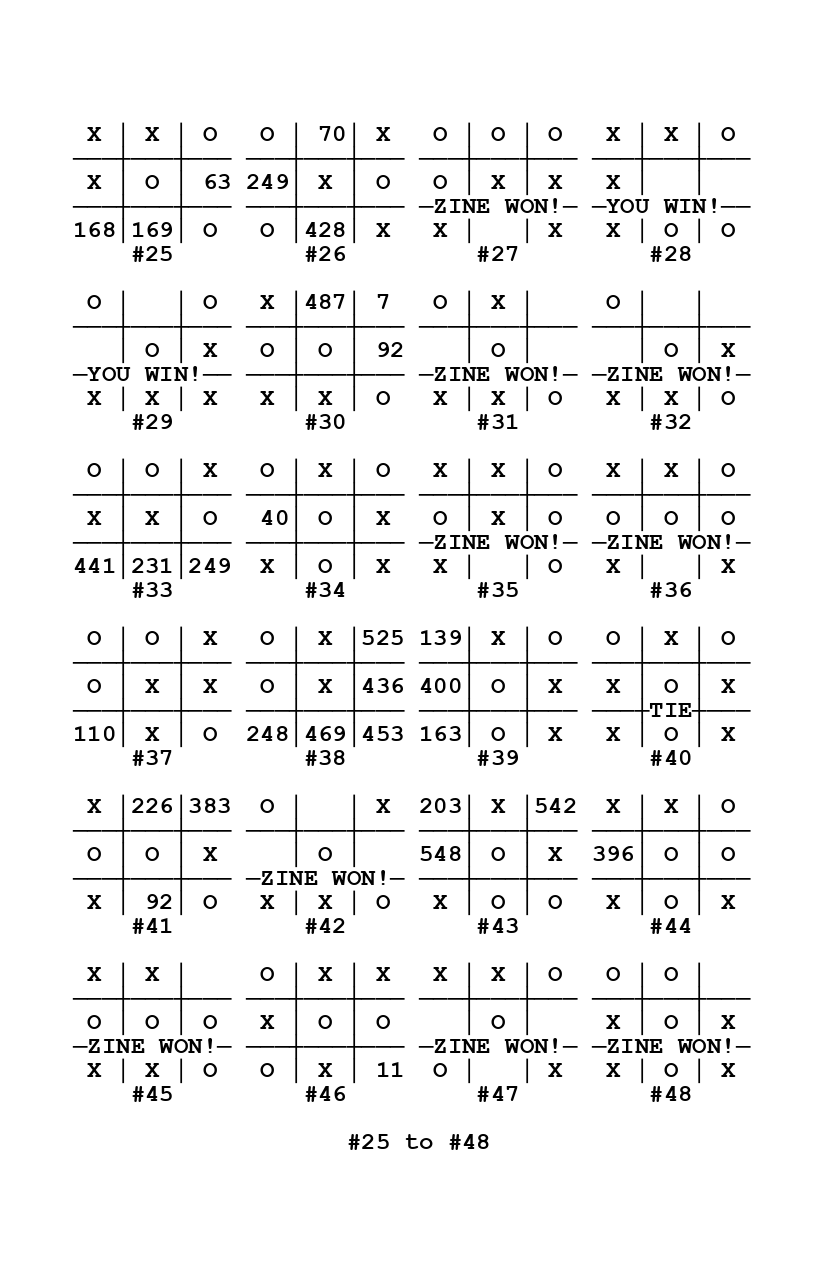 X | X | O O | 70| X O | O | O X | X | O
X | O | 63 249| X | O O | X | X X | |
—ZINE WON!— —YOU WIN!——
168|169| O O |428| X X | | X X | O | O
#25 #26 #27 #28
O | | O X |487| 7 O | X | O | |
| O | X O | O | 92 | O | | O | X
—YOU WIN!—— —ZINE WON!— —ZINE WON!—
X | X | X X | X | O X | X | O X | X | O
#29 #30 #31 #32
O | O | X O | X | O X | X | O X | X | O
X | X | O 40| O | X O | X | O O | O | O
—ZINE WON!— —ZINE WON!—
441|231|249 X | O | X X | | O X | | X
#33 #34 #35 #36
O | O | X O | X |525 139| X | O O | X | O
O | X | X O | X |436 400| O | X X | O | X
TIE
110| X | O 248|469|453 163| O | X X | O | X
#37 #38 #39 #40
X |226|383 O | | X 203| X |542 X | X | O
O | O | X | O | 548| O | X 396| O | O
—ZINE WON!—
X | 92| O X | X | O X | O | O X | O | X
#41 #42 #43 #44
X | X | O | X | X X | X | O O | O |
O | O | O X | O | O | O | X | O | X
—ZINE WON!— —ZINE WON!— —ZINE WON!—
X | X | O O | X | 11 O | | X X | O | X
#45 #46 #47 #48
#25 to #48